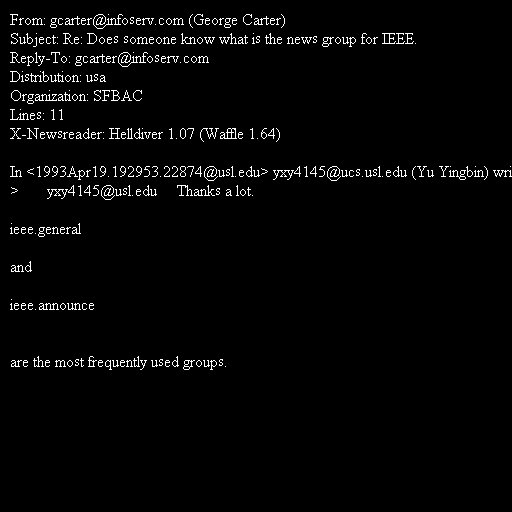 From: gcarter@infoserv.com (George Carter)
Subject: Re: Does someone know what is the news group for IEEE.
Reply-To: gcarter@infoserv.com
Distribution: usa
Organization: SFBAC
Lines: 11
X-Newsreader: Helldiver 1.07 (Waffle 1.64)
In <1993Apr19.192953.22874@usl.edu> yxy4145@ucs.usl.edu (Yu Yingbin) wri
> yxy4145@usl.edu Thanks a lot.
ieee.general
and
ieee.announce
are the most frequently used groups.